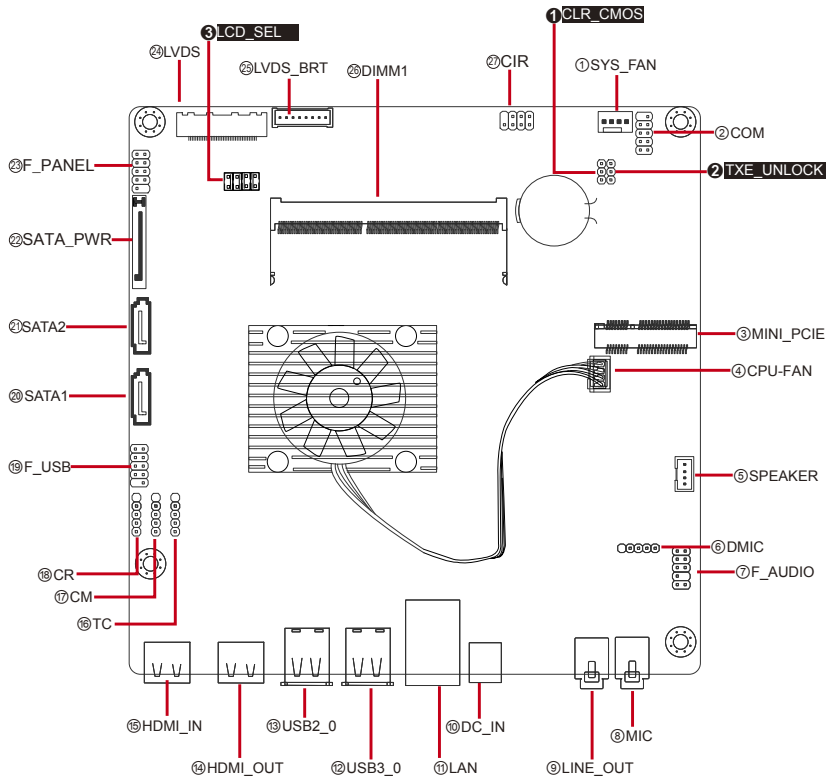 ❶CLR_CMOS
❸LCD_SEL
㉔LVDS
㉕LVDS_BRT
㉖DIMM1
㉗CIR
①SYS_FAN
②COM
㉓F_PANEL
❷TXE_UNLOCK
㉒SATA_PWR
㉑SATA2
③MINI_PCIE
④CPU-FAN
⑳SATA1
⑲F_USB
⑤SPEAKER
⑥DMIC
⑱CR
⑦F_AUDIO
⑰CM
⑯TC
⑮HDMI_IN
⑬USB2_0
⑩DC_IN
⑧MIC
⑭HDMI_OUT
⑫USB3_0
⑪LAN
⑨LINE_OUT